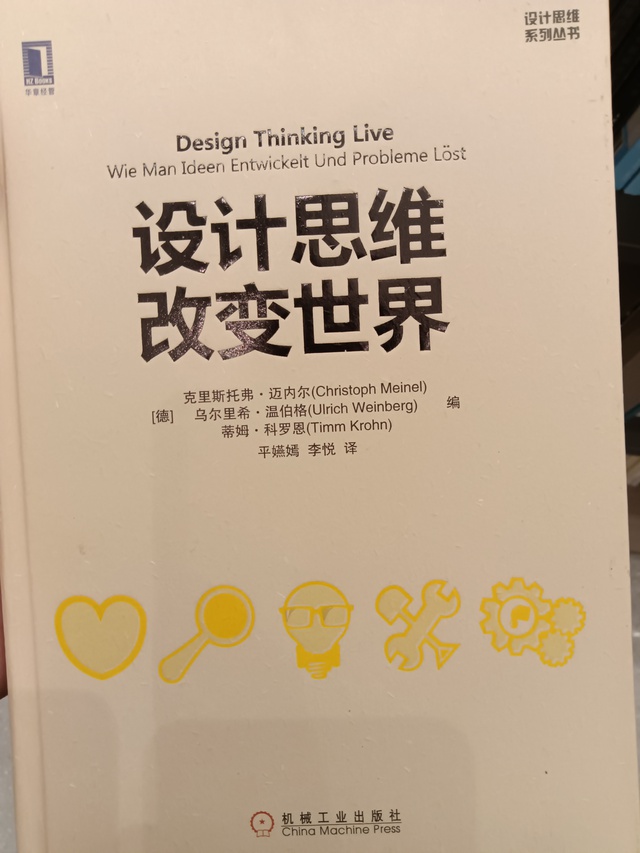 设计思维
系列丛书
HZ Books
华章经管
Design Thinking Live
Wie Man Ideen Entwickelt Und Probleme Löst
设计思维
改变世界
克里斯托弗·迈内尔(Christoph Meinel)
[德] 乌尔里希·温伯格(Ulrich Weinberg) 编
蒂姆·科罗恩(Timm Krohn)
平嬿嫣 李悦 译
机械工业出版社
China Machine Press